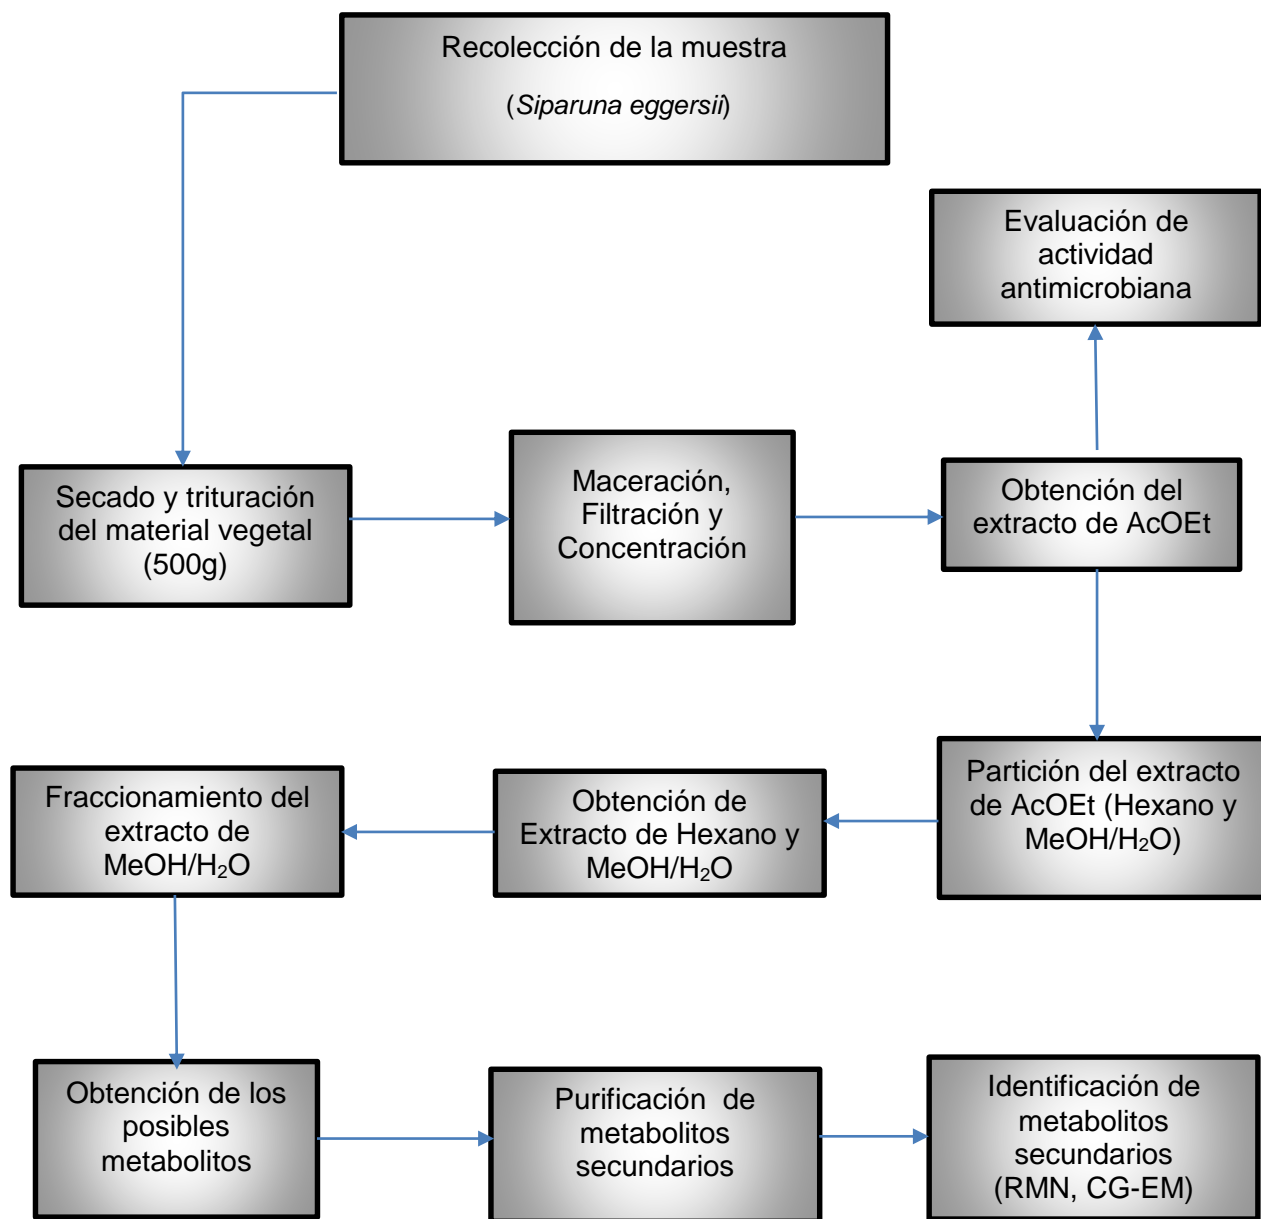 Recolección de la muestra
(Siparuna eggersii)
Evaluación de
actividad
antimicrobiana
Secado y trituración
del material vegetal
(500g)
Maceración,
Filtración y
Concentración
Obtención del
extracto de AcOEt
Partición del extracto
de AcOEt (Hexano y
MeOH/H₂O)
Obtención de
Extracto de Hexano y
MeOH/H₂O
Fraccionamiento del
extracto de
MeOH/H₂O
Obtención de los
posibles
metabolitos
Purificación de
metabolitos
secundarios
Identificación de
metabolitos
secundarios
(RMN, CG-EM)